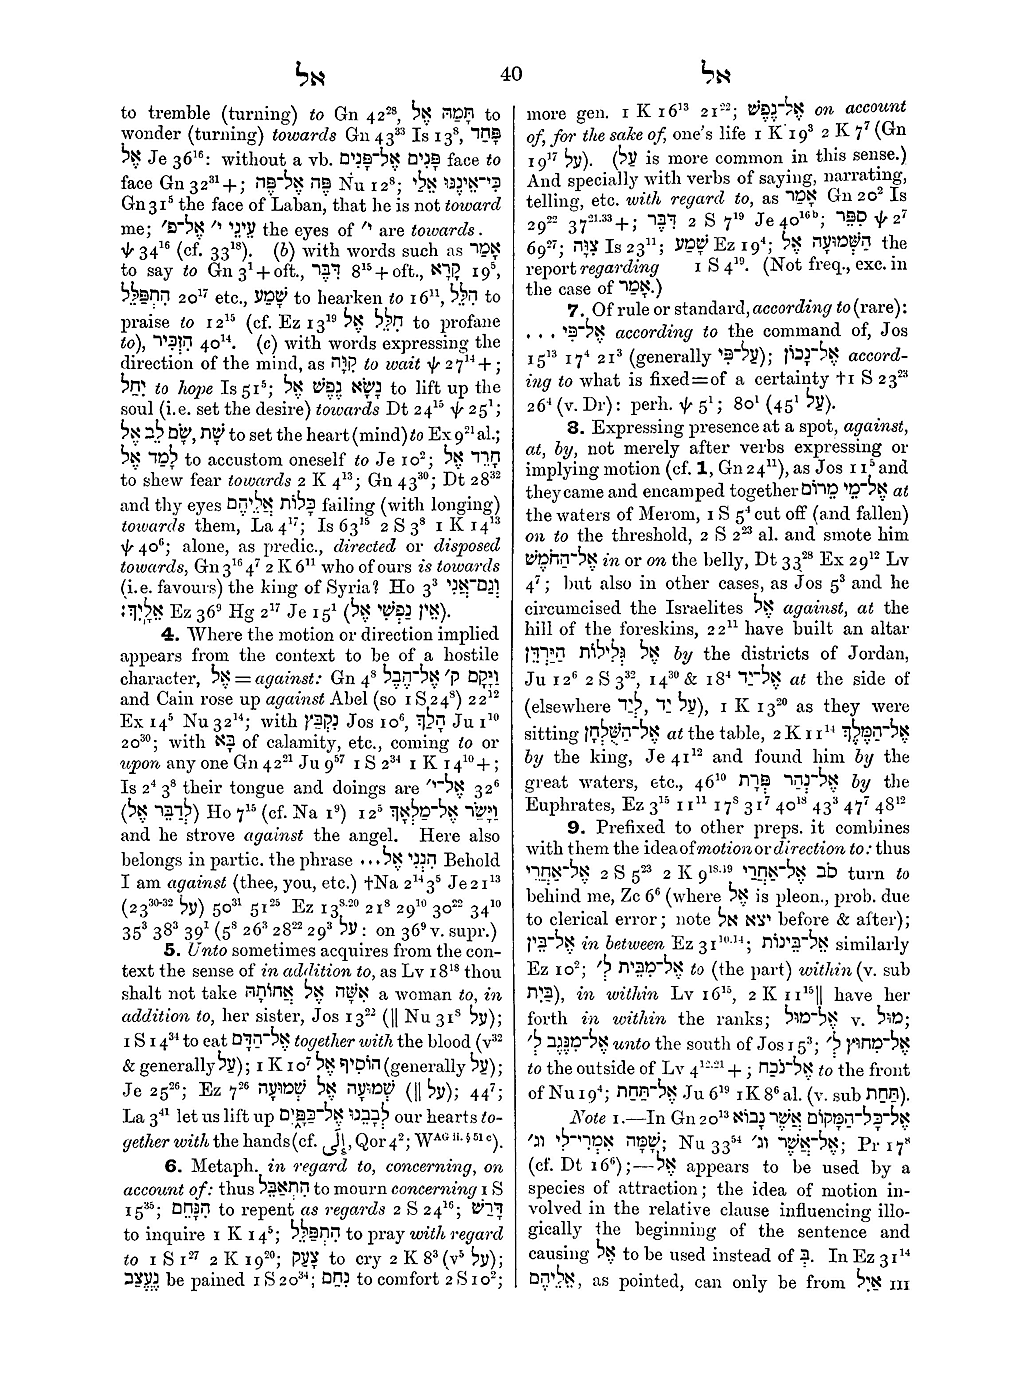 אל
40
אל
to tremble (turning) to Gn 42²⁸, תָּמַהּ אֶל to
wonder (turning) towards Gn 43³³ Is 13⁸, פָּחַד
אֶל Je 36¹⁶: without a vb. פָּנִים אֶל־פָּנִים face to
face Gn 32³¹+; פֶּה אֶל־פֶּה Nu 12⁸; כִּי־אֵינֶנּוּ אֵלַי
Gn 31⁵ the face of Laban, that he is not toward
me; עֵינֵי י׳ אֶל־פ׳ the eyes of י׳ are towards.
ψ 34¹⁶ (cf. 33¹⁸). (b) with words such as אָמַר
to say to Gn 3¹+oft., דִּבֶּר 8¹⁵+oft., קָרָא 19⁵,
הִתְפַּלֵּל 20¹⁷ etc., שָׁמַע to hearken to 16¹¹, הִלֵּל to
praise to 12¹⁵ (cf. Ez 13¹⁹ חִלֵּל אֶל to profane
to), הִזְכִּיר 40¹⁴. (c) with words expressing the
direction of the mind, as קִוָּה to wait ψ 27¹⁴+;
יִחֵל to hope Is 51⁵; נָשָׂא נֶפֶשׁ אֶל to lift up the
soul (i.e. set the desire) towards Dt 24¹⁵ ψ 25¹;
שָׁת, שָׂם לֵב אֶל to set the heart (mind) to Ex 9²¹ al.;
לָמַד אֶל to accustom oneself to Je 10²; חָרֵד אֶל
to shew fear towards 2 K 4¹³; Gn 43³⁰; Dt 28³²
and thy eyes כָּלוֹת אֲלֵיהֶם failing (with longing)
towards them, La 4¹⁷; Is 63¹⁵ 2 S 3⁸ 1 K 14¹³
ψ 40⁶; alone, as predic., directed or disposed
towards, Gn 3¹⁶ 4⁷ 2 K 6¹¹ who of ours is towards
(i.e. favours) the king of Syria? Ho 3³ וְגַם־אֲנִי
אֵלָיִךְ׃ Ez 36⁹ Hg 2¹⁷ Je 15¹ (אֵין נַפְשִׁי אֶל).
4. Where the motion or direction implied
appears from the context to be of a hostile
character, אֶל = against: Gn 4⁸ וַיָּקָם ק׳ אֶל־הֶבֶל
and Cain rose up against Abel (so 1 S 24⁸) 22¹²
Ex 14⁵ Nu 32¹⁴; with נִקְבַּץ Jos 10⁶, הָלַךְ Ju 1¹⁰
20³⁰; with בָּא of calamity, etc., coming to or
upon any one Gn 42²¹ Ju 9⁵⁷ 1 S 2³⁴ 1 K 14¹⁰+;
Is 2⁴ 3⁸ their tongue and doings are אֶל־י׳ 32⁶
(לְדַבֵּר אֶל) Ho 7¹⁵ (cf. Na 1⁹) 12⁵ וַיָּשַׂר אֶל־מַלְאָךְ
and he strove against the angel. Here also
belongs in partic. the phrase ...הִנְנִי אֶל Behold
I am against (thee, you, etc.) †Na 2¹⁴ 3⁵ Je 21¹³
(23³⁰⁻³² עַל) 50³¹ 51²⁵ Ez 13⁸·²⁰ 21⁸ 29¹⁰ 30²² 34¹⁰
35³ 38³ 39¹ (5⁸ 26³ 28²² 29³ עַל: on 36⁹ v. supr.)
5. Unto sometimes acquires from the con-
text the sense of in addition to, as Lv 18¹⁸ thou
shalt not take אִשָּׁה אֶל אֲחוֹתָהּ a woman to, in
addition to, her sister, Jos 13²² (‖ Nu 31⁸ עַל);
1 S 14³⁴ to eat אֶל־הַדָּם together with the blood (v³²
& generally עַל); 1 K 10⁷ הוֹסִיף אֶל (generally עַל);
Je 25²⁶; Ez 7²⁶ שְׁמוּעָה אֶל שְׁמוּעָה (‖ עַל); 44⁷;
La 3⁴¹ let us lift up לְבָבֵנוּ אֶל־כַּפָּיִם our hearts to-
gether with the hands (cf. إِلَى, Qor 4²; Wᴬᴳ ⁱⁱ· § ⁵¹ ᶜ).
6. Metaph. in regard to, concerning, on
account of: thus הִתְאַבֵּל to mourn concerning 1 S
15³⁵; הִנָּחֵם to repent as regards 2 S 24¹⁶; דָּרַשׁ
to inquire 1 K 14⁵; הִתְפַּלֵּל to pray with regard
to 1 S 1²⁷ 2 K 19²⁰; צָעַק to cry 2 K 8³ (v⁵ עַל);
נֶעֱצַב be pained 1 S 20³⁴; נִחַם to comfort 2 S 10²;
more gen. 1 K 16¹³ 21²²; אֶל־נֶפֶשׁ on account
of, for the sake of, one's life 1 K 19³ 2 K 7⁷ (Gn
19¹⁷ עַל). (עַל is more common in this sense.)
And specially with verbs of saying, narrating,
telling, etc. with regard to, as אָמַר Gn 20² Is
29²² 37²¹·³³+; דִּבֶּר 2 S 7¹⁹ Je 40¹⁶ᵇ; סִפֵּר ψ 2⁷
69²⁷; צִוָּה Is 23¹¹; שָׁמַע Ez 19⁴; הַשְּׁמוּעָה אֶל the
report regarding 1 S 4¹⁹. (Not freq., exc. in
the case of אָמַר.)
7. Of rule or standard, according to (rare):
אֶל־פִּי . . . according to the command of, Jos
15¹³ 17⁴ 21³ (generally עַל־פִּי); אֶל־נָכוֹן accord-
ing to what is fixed=of a certainty †1 S 23²³
26⁴ (v. Dr): perh. ψ 5¹; 80¹ (45¹ עַל).
8. Expressing presence at a spot, against,
at, by, not merely after verbs expressing or
implying motion (cf. 1, Gn 24¹¹), as Jos 11⁵ and
they came and encamped together אֶל־מֵי מֵרוֹם at
the waters of Merom, 1 S 5⁴ cut off (and fallen)
on to the threshold, 2 S 2²³ al. and smote him
אֶל־הַחֹמֶשׁ in or on the belly, Dt 33²⁸ Ex 29¹² Lv
4⁷; but also in other cases, as Jos 5³ and he
circumcised the Israelites אֶל against, at the
hill of the foreskins, 22¹¹ have built an altar
אֶל גְּלִילוֹת הַיַּרְדֵּן by the districts of Jordan,
Ju 12⁶ 2 S 3³², 14³⁰ & 18⁴ אֶל־יַד at the side of
(elsewhere עַל יַד, לְיַד), 1 K 13²⁰ as they were
sitting אֶל־הַשֻּׁלְחָן at the table, 2 K 11¹⁴ אֶל־הַמֶּלֶךְ
by the king, Je 41¹² and found him by the
great waters, etc., 46¹⁰ אֶל־נְהַר פְּרָת by the
Euphrates, Ez 3¹⁵ 11¹¹ 17⁸ 31⁷ 40¹⁸ 43³ 47⁷ 48¹²
9. Prefixed to other preps. it combines
with them the idea of motion or direction to: thus
אֶל־אַחֲרֵי 2 S 5²³ 2 K 9¹⁸·¹⁹ סֹב אֶל־אַחֲרַי turn to
behind me, Zc 6⁶ (where אֶל is pleon., prob. due
to clerical error; note יצא אל before & after);
אֶל־בֵּין in between Ez 31¹⁰·¹⁴; אֶל־בֵּינוֹת similarly
Ez 10²; אֶל־מִבֵּית לְ׳ to (the part) within (v. sub
בַּיִת), in within Lv 16¹⁵, 2 K 11¹⁵‖ have her
forth in within the ranks; אֶל־מוּל v. מוּל;
אֶל־מִנֶּגֶב לְ׳ unto the south of Jos 15³; אֶל־מִחוּץ לְ׳
to the outside of Lv 4¹²·²¹+; אֶל־נֹכַח to the front
of Nu 19⁴; אֶל־תַּחַת Ju 6¹⁹ 1K 8⁶ al. (v. sub תַּחַת).
Note 1.—In Gn 20¹³ אֶל־כָּל־הַמָּקוֹם אֲשֶׁר נָבוֹא
שָׁמָּה אִמְרִי־לִי וג׳; Nu 33⁵⁴ אֶל־אֲשֶׁר וג׳; Pr 17⁸
(cf. Dt 16⁶);—אֶל appears to be used by a
species of attraction; the idea of motion in-
volved in the relative clause influencing illo-
gically the beginning of the sentence and
causing אֶל to be used instead of בְּ. In Ez 31¹⁴
אֵלֵיהֶם, as pointed, can only be from אַיִל III